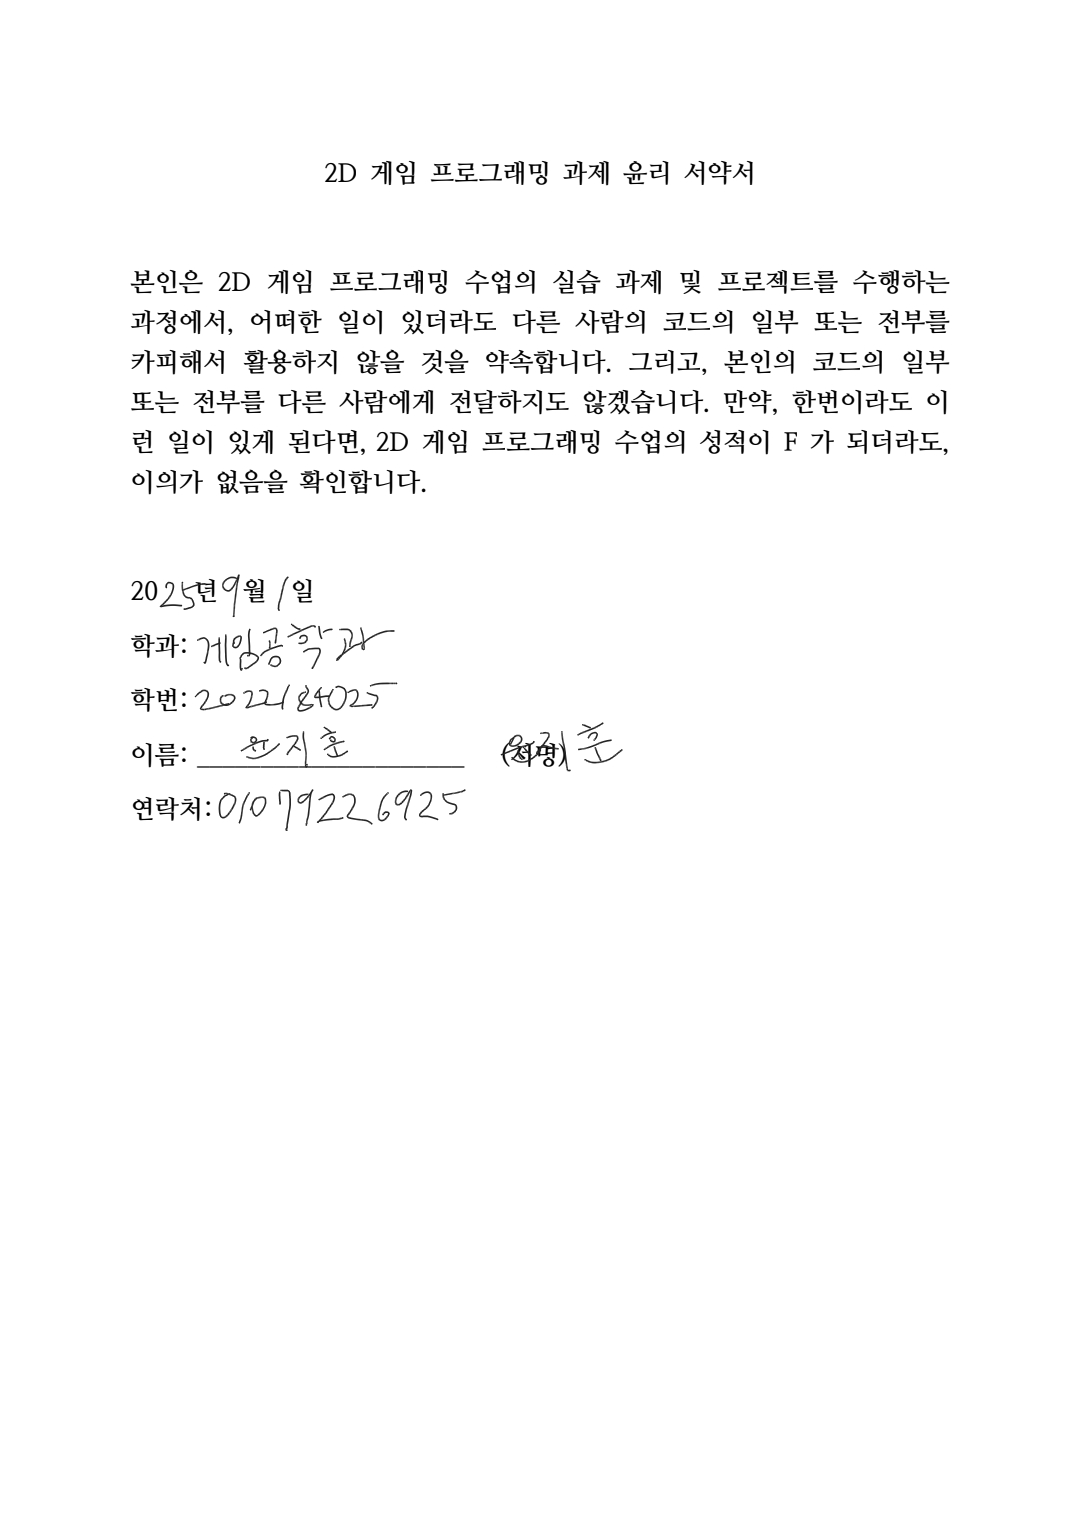 2D 게임 프로그래밍 과제 윤리 서약서
본인은 2D 게임 프로그래밍 수업의 실습 과제 및 프로젝트를 수행하는
과정에서, 어떠한 일이 있더라도 다른 사람의 코드의 일부 또는 전부를
카피해서 활용하지 않을 것을 약속합니다. 그리고, 본인의 코드의 일부
또는 전부를 다른 사람에게 전달하지도 않겠습니다. 만약, 한번이라도 이
런 일이 있게 된다면, 2D 게임 프로그래밍 수업의 성적이 F 가 되더라도,
이의가 없음을 확인합니다.
2025년 9월 1일
학과: 게임공학과
학번: 2022184025
이름: 윤지훈 (서명) 윤지훈
연락처: 01079226925